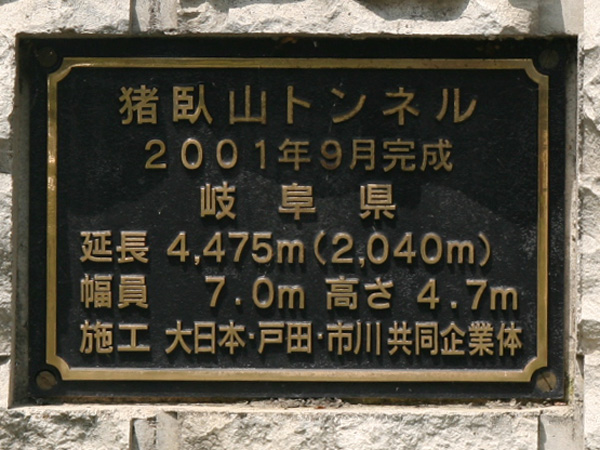 猪臥山トンネル
2001年9月完成
岐阜県
延長 4,475m(2,040m)
幅員 7.0m 高さ 4.7m
施工 大日本・戸田・市川共同企業体